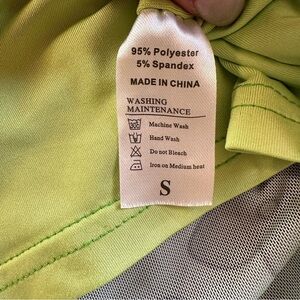 95% Polyester
5% Spandex
MADE IN CHINA
WASHING
MAINTENANCE
Machine Wash
Hand Wash
Do not Bleach
Iron on Medium heat
S